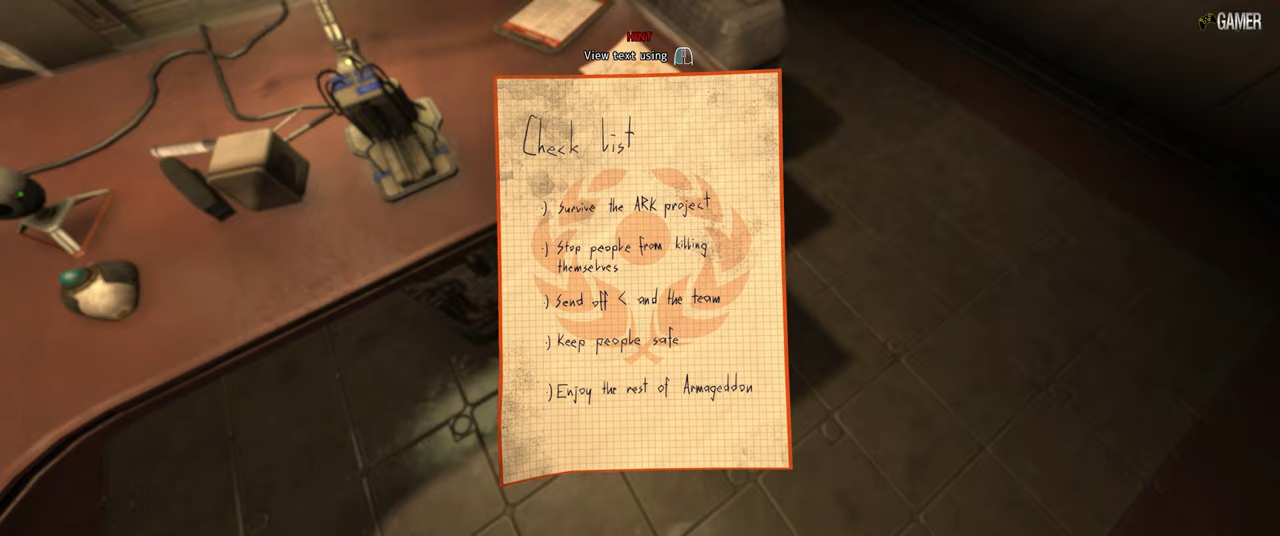 GAMER
HINT
View text using
Check list
·) Survive the ARK project
·) Stop people from killing
themselves
·) Send off C and the team
·) Keep people safe
·) Enjoy the rest of Armageddon